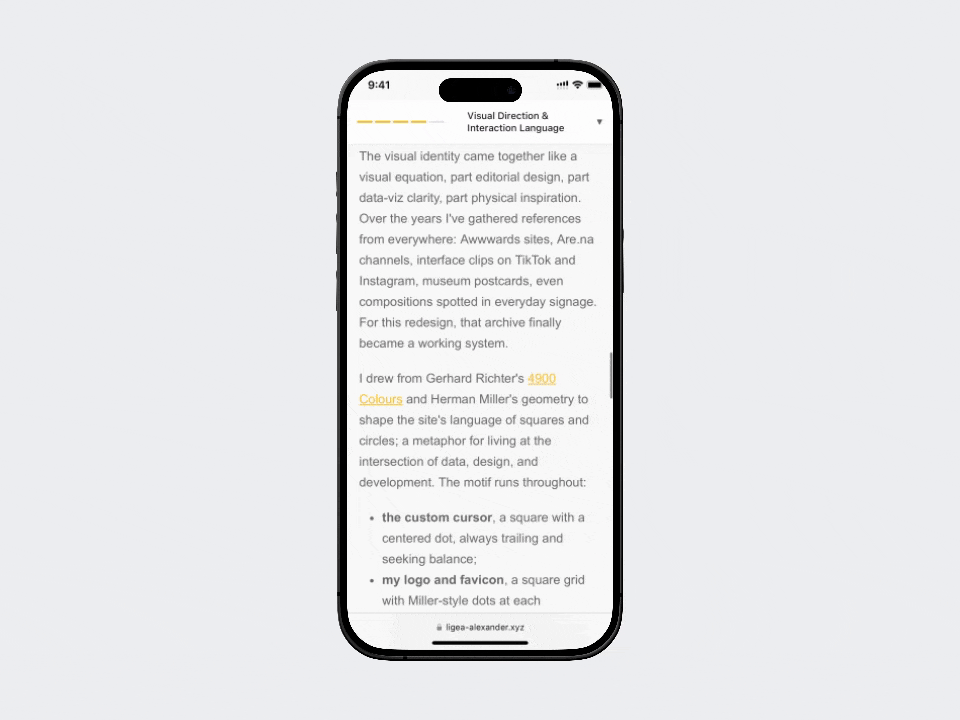 9:41
Visual Direction &
Interaction Language
The visual identity came together like a
visual equation, part editorial design, part
data-viz clarity, part physical inspiration.
Over the years I've gathered references
from everywhere: Awwwards sites, Are.na
channels, interface clips on TikTok and
Instagram, museum postcards, even
compositions spotted in everyday signage.
For this redesign, that archive finally
became a working system.
I drew from Gerhard Richter's 4900
Colours and Herman Miller's geometry to
shape the site's language of squares and
circles; a metaphor for living at the
intersection of data, design, and
development. The motif runs throughout:
• the custom cursor, a square with a
centered dot, always trailing and
seeking balance;
• my logo and favicon, a square grid
with Miller-style dots at each
ligea-alexander.xyz